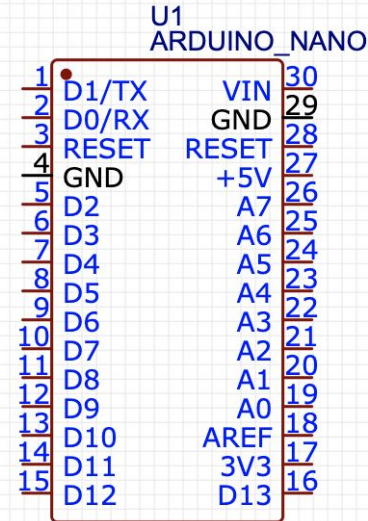 U1
ARDUINO_NANO
1 D1/TX VIN 30
2 D0/RX GND 29
3 RESET RESET 28
4 GND +5V 27
5 D2 A7 26
6 D3 A6 25
7 D4 A5 24
8 D5 A4 23
9 D6 A3 22
10 D7 A2 21
11 D8 A1 20
12 D9 A0 19
13 D10 AREF 18
14 D11 3V3 17
15 D12 D13 16